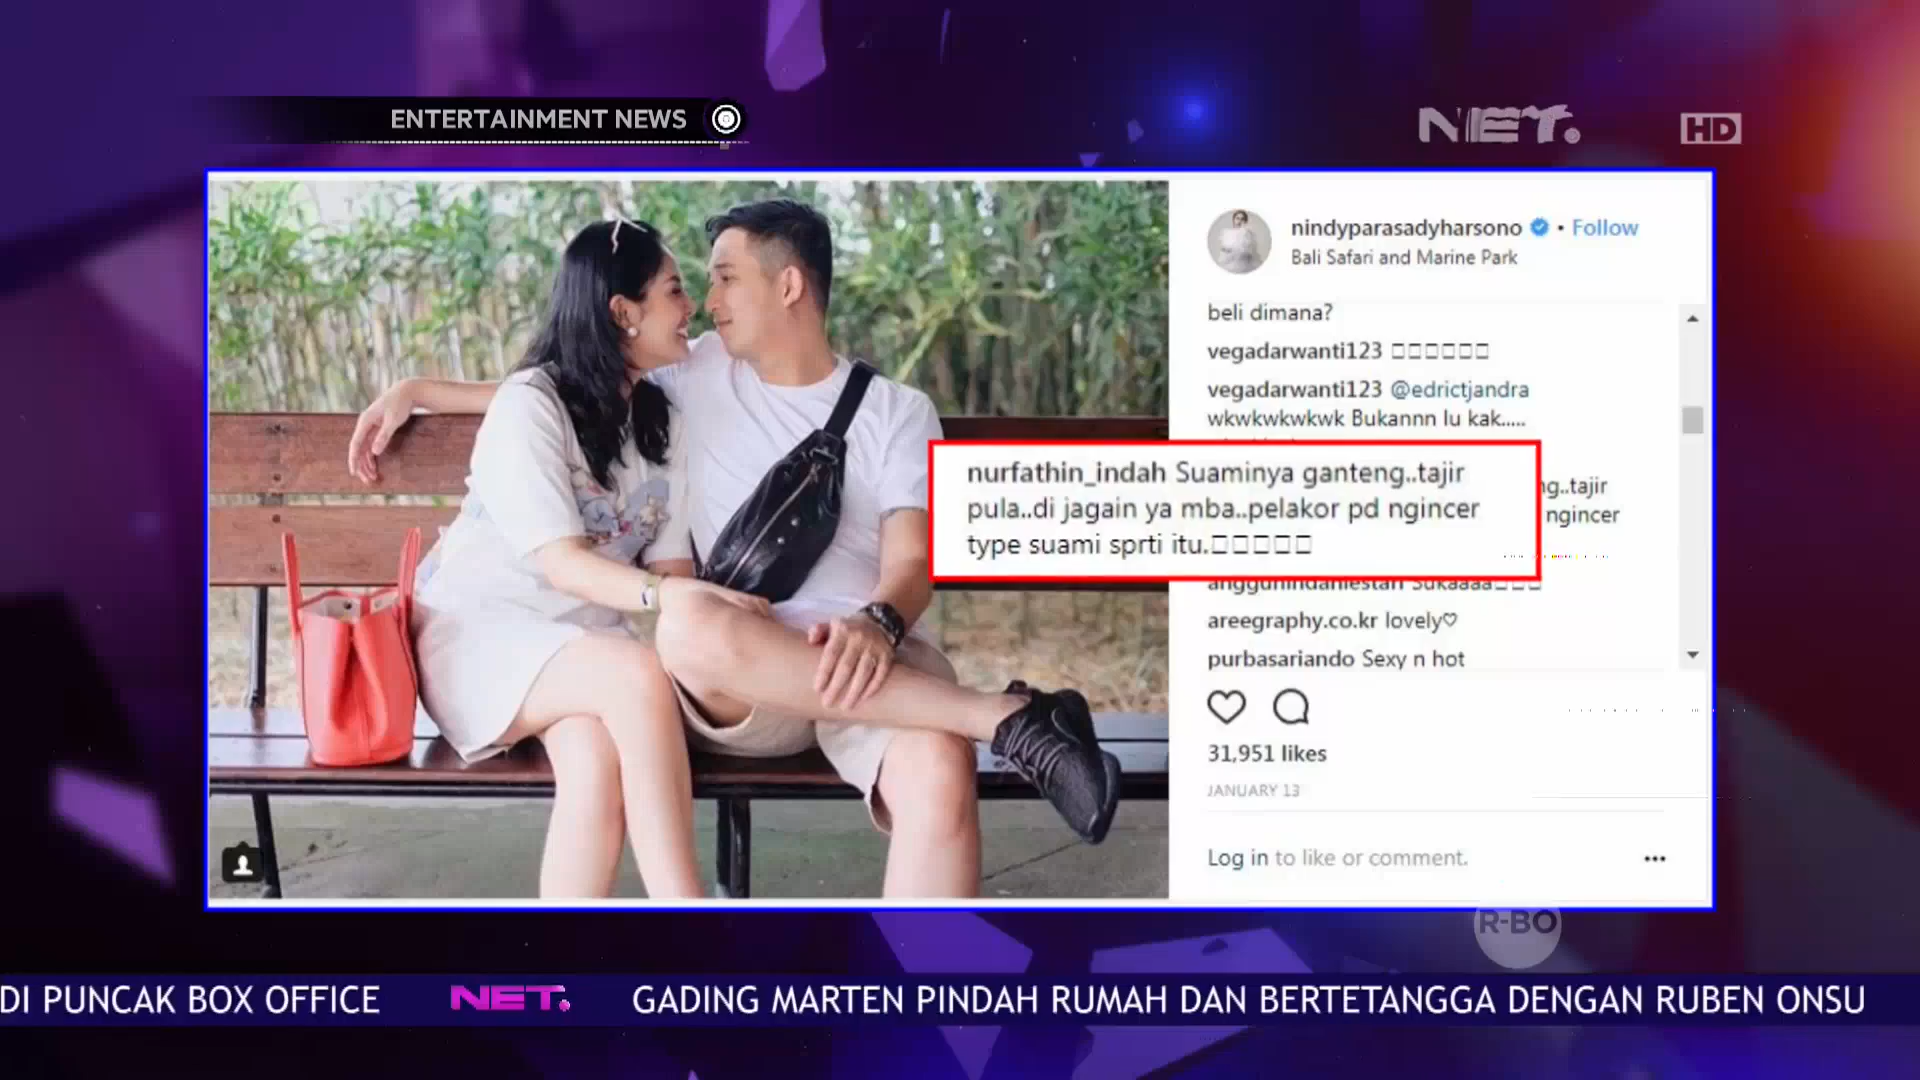 ENTERTAINMENT NEWS
NET.
HD
nindyparasadyharsono • Follow
Bali Safari and Marine Park
beli dimana?
vegadarwanti123
vegadarwanti123 @edrictjandra
wkwkwkwkwk Bukannn lu kak.....
nurfathin_indah Suaminya ganteng..tajir
pula..di jagain ya mba..pelakor pd ngincer
type suami sprti itu.
ng..tajir
ngincer
areegraphy.co.kr lovely♡
purbasariando Sexy n hot
31,951 likes
JANUARY 13
Log in to like or comment.
R-BO
DI PUNCAK BOX OFFICE NET. GADING MARTEN PINDAH RUMAH DAN BERTETANGGA DENGAN RUBEN ONSU